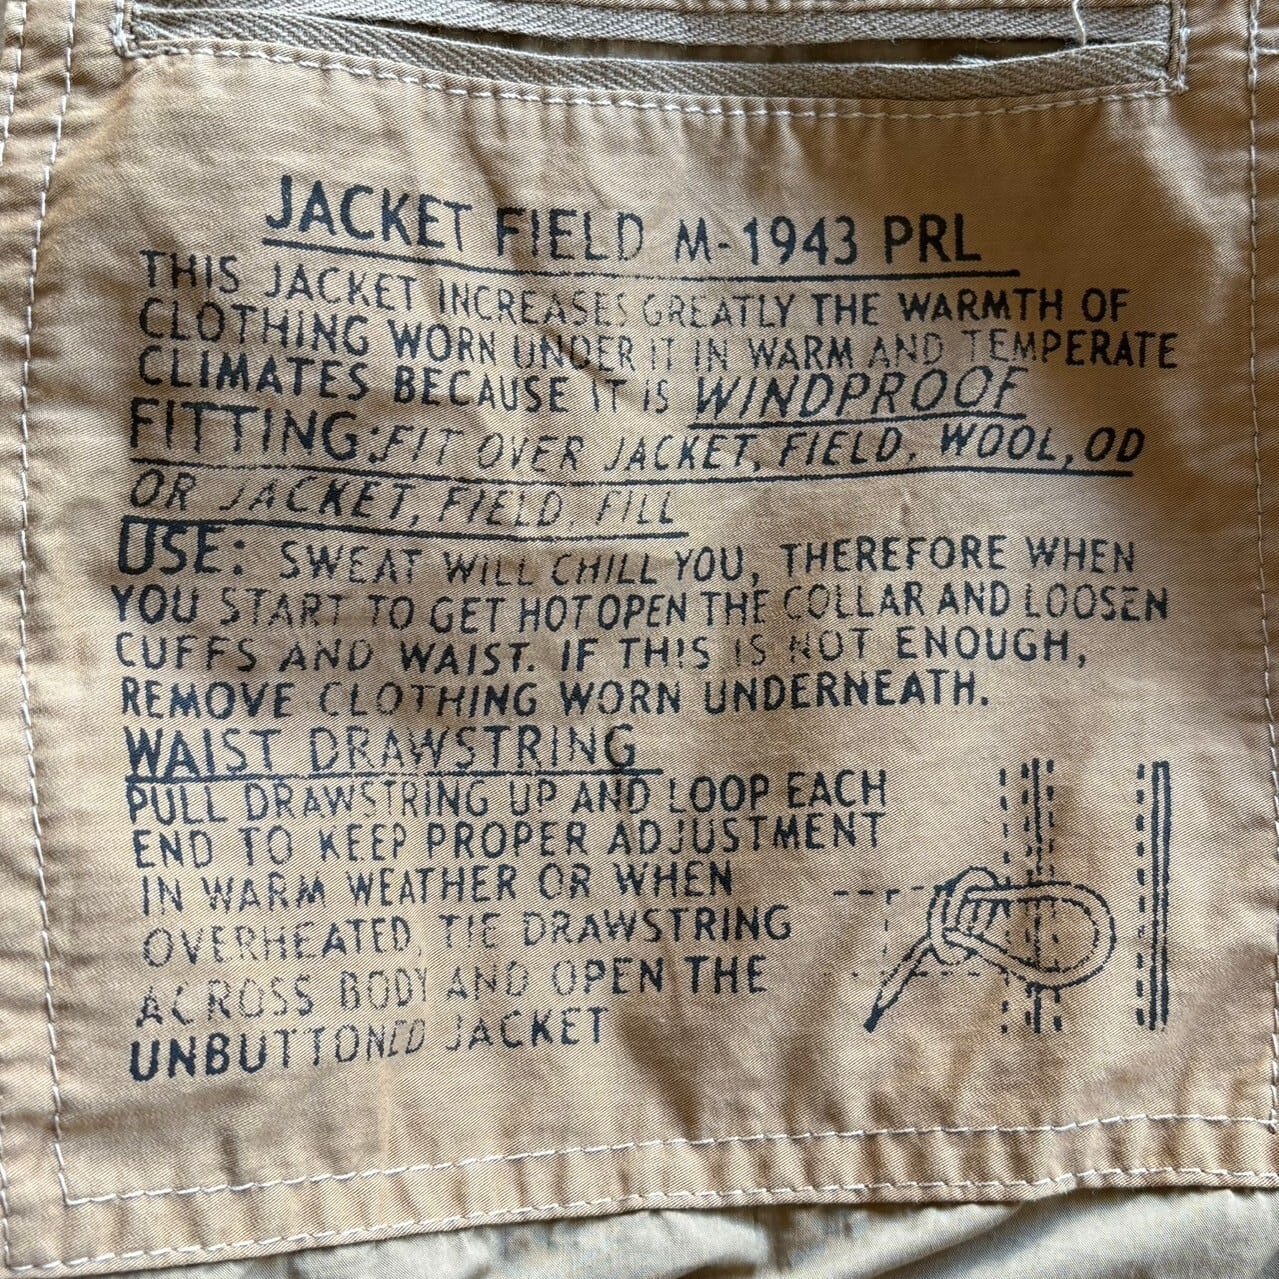 JACKET FIELD M-1943 PRL
THIS JACKET INCREASES GREATLY THE WARMTH OF
CLOTHING WORN UNDER IT IN WARM AND TEMPERATE
CLIMATES BECAUSE IT IS WINDPROOF
FITTING: FIT OVER JACKET, FIELD, WOOL, OD
OR JACKET, FIELD, FILL
USE: SWEAT WILL CHILL YOU, THEREFORE WHEN
YOU START TO GET HOT OPEN THE COLLAR AND LOOSEN
CUFFS AND WAIST. IF THIS IS NOT ENOUGH,
REMOVE CLOTHING WORN UNDERNEATH.
WAIST DRAWSTRING
PULL DRAWSTRING UP AND LOOP EACH
END TO KEEP PROPER ADJUSTMENT
IN WARM WEATHER OR WHEN
OVERHEATED, TIE DRAWSTRING
ACROSS BODY AND OPEN THE
UNBUTTONED JACKET